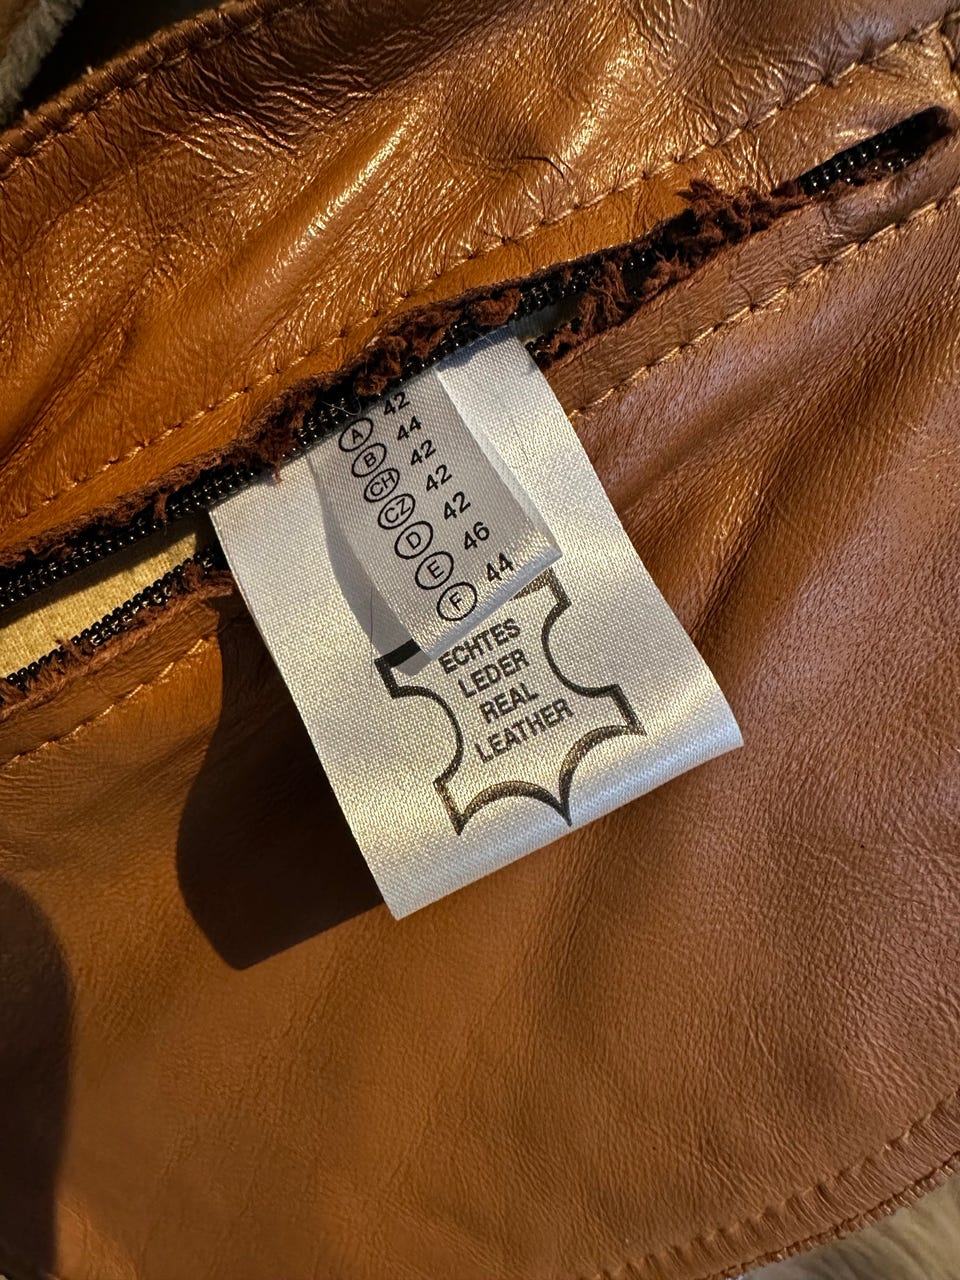 A 42
B 44
CH 42
CZ 42
D 42
E 46
F 44
ECHTES
LEDER
REAL
LEATHER